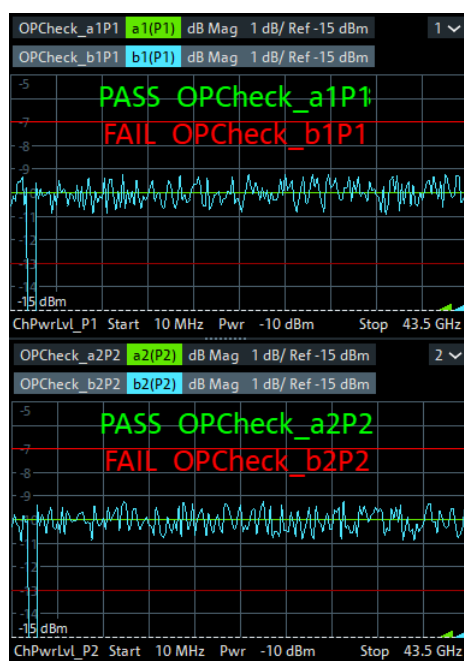 OPCheck_a1P1 a1(P1) dB Mag 1 dB/ Ref -15 dBm 1
OPCheck_b1P1 b1(P1) dB Mag 1 dB/ Ref -15 dBm
-5
PASS OPCheck_a1P1
-7
FAIL OPCheck_b1P1
-9
-11
-13
-14
-15 dBm
ChPwrLvl_P1 Start 10 MHz Pwr -10 dBm Stop 43.5 GHz
OPCheck_a2P2 a2(P2) dB Mag 1 dB/ Ref -15 dBm 2
OPCheck_b2P2 b2(P2) dB Mag 1 dB/ Ref -15 dBm
-5
PASS OPCheck_a2P2
-7
FAIL OPCheck_b2P2
-8
-9
-11
-13
-14
-15 dBm
ChPwrLvl_P2 Start 10 MHz Pwr -10 dBm Stop 43.5 GHz